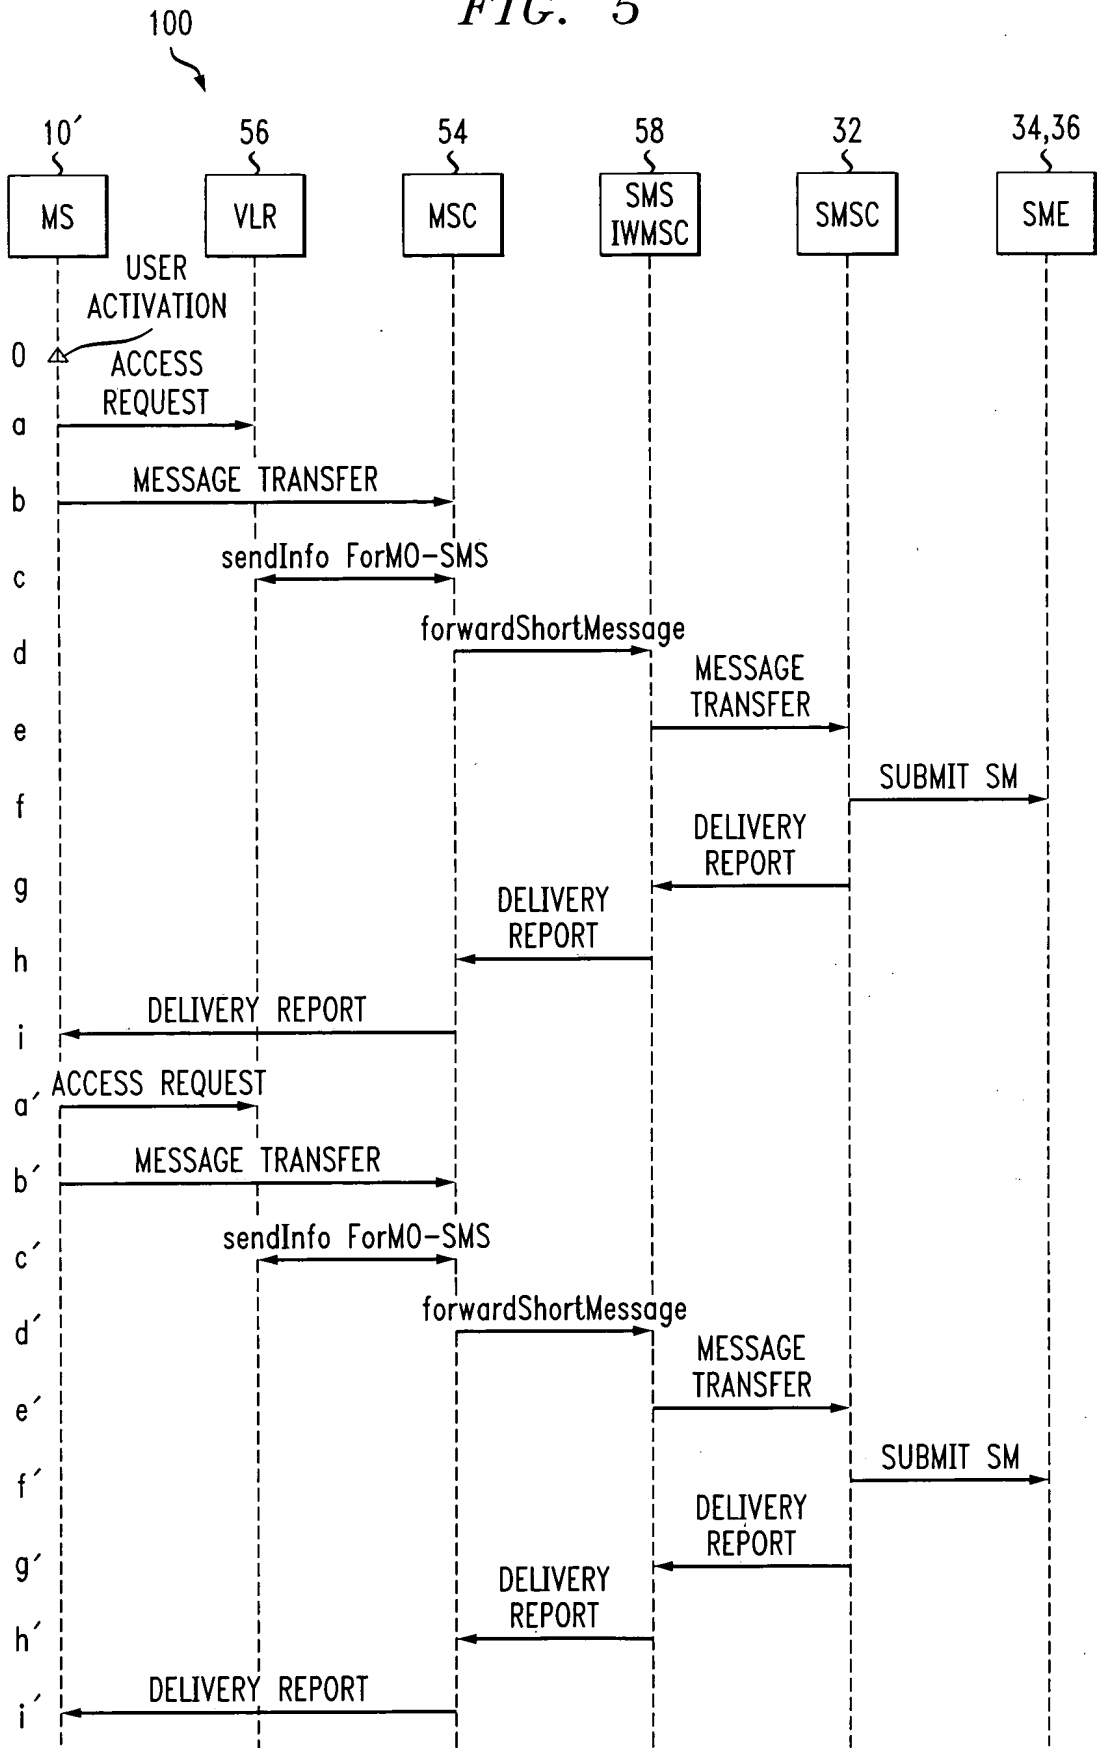 FIG. 5
100
10′ 56 54 58 32 34,36
MS VLR MSC SMS IWMSC SMSC SME
USER
ACTIVATION
0
ACCESS
REQUEST
a
MESSAGE TRANSFER
b
sendInfo ForMO-SMS
c
forwardShortMessage
d
MESSAGE
TRANSFER
e
SUBMIT SM
f
DELIVERY
REPORT
g
DELIVERY
REPORT
h
DELIVERY REPORT
i
ACCESS REQUEST
a′
MESSAGE TRANSFER
b′
sendInfo ForMO-SMS
c′
forwardShortMessage
d′
MESSAGE
TRANSFER
e′
SUBMIT SM
f′
DELIVERY
REPORT
g′
DELIVERY
REPORT
h′
DELIVERY REPORT
i′